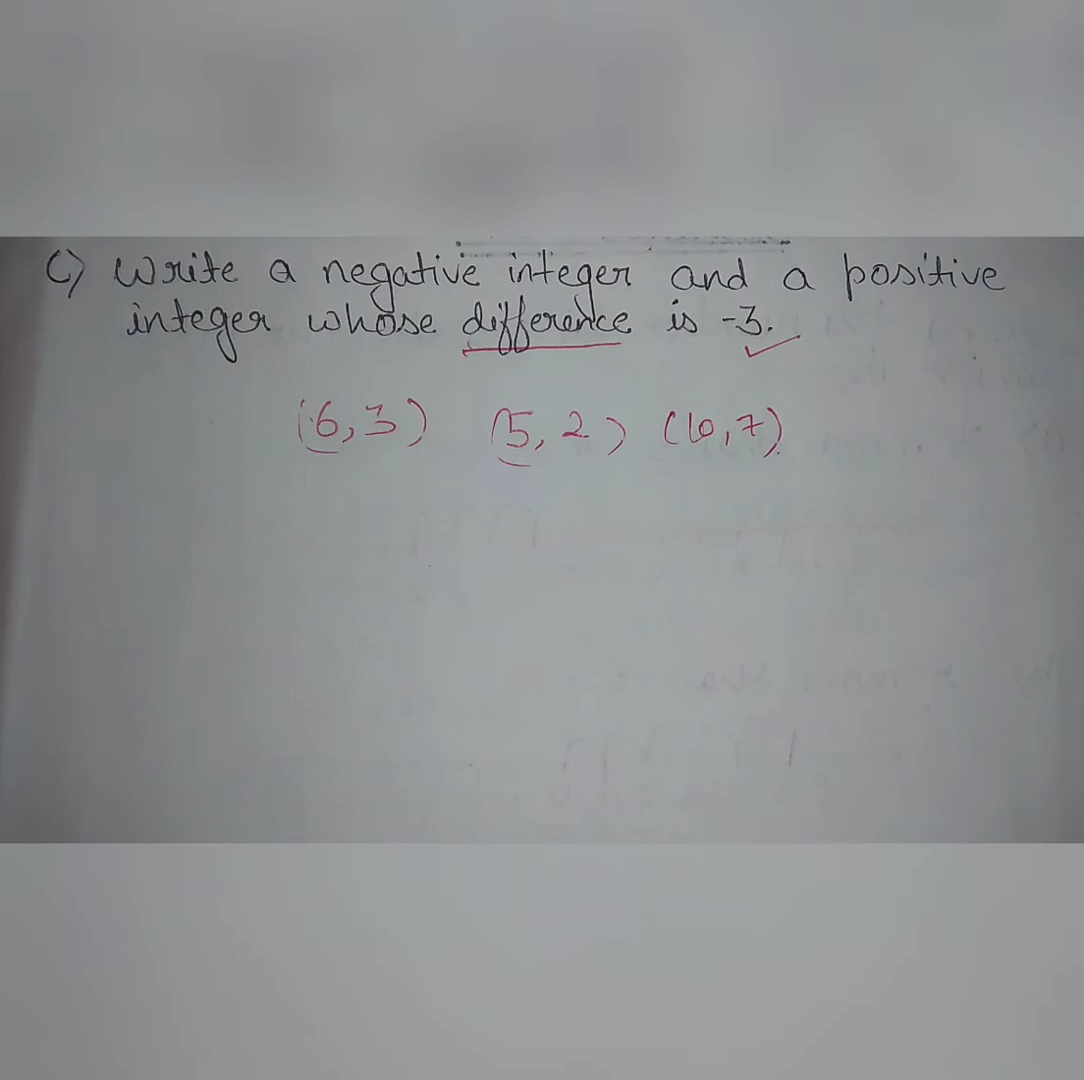 C) Write a negative integer and a positive
integer whose difference is -3.
(6,3) (5,2) (10,7)